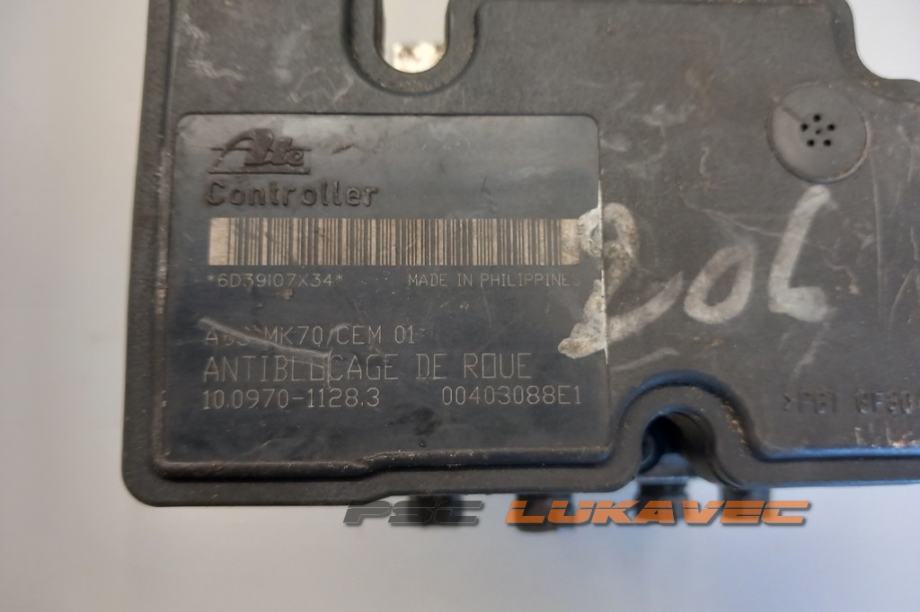 Ate
Controller
*6D39I07X34* MADE IN PHILIPPINES
MK70/CEM 01
ANTIBLOCAGE DE ROUE
10.0970-1128.3 00403088E1
206
PSC LUKAVEC